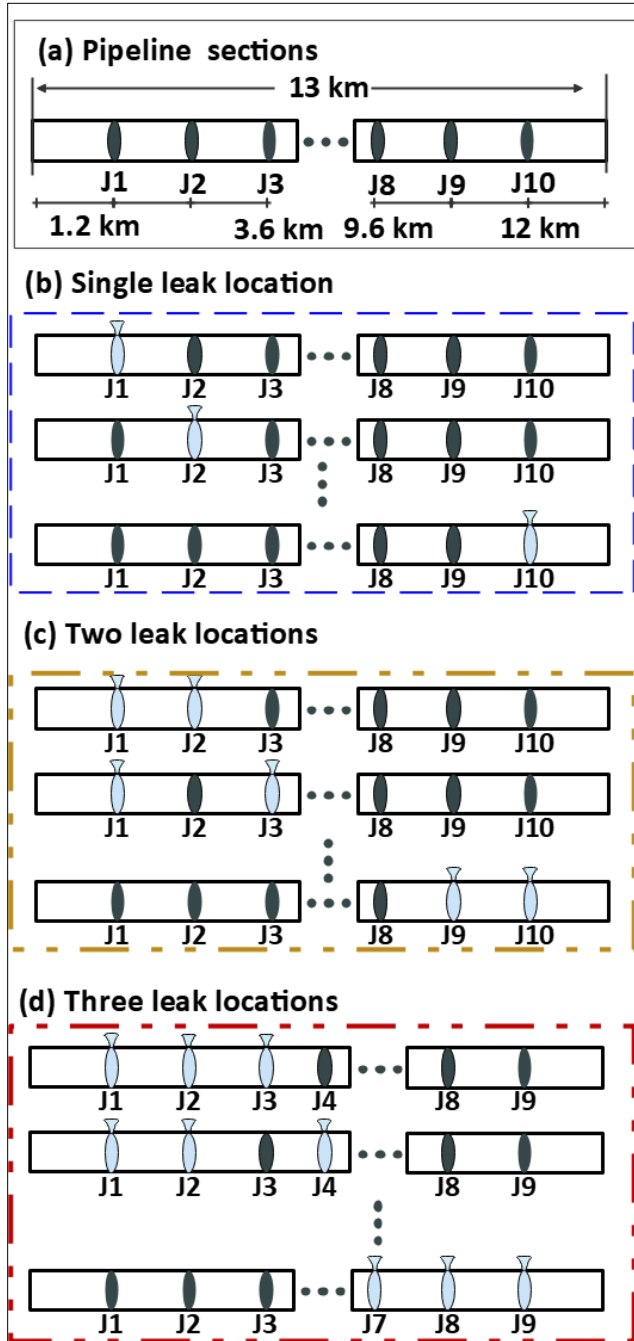 (a) Pipeline sections
13 km
J1 J2 J3 J8 J9 J10
1.2 km 3.6 km 9.6 km 12 km
(b) Single leak location
J1 J2 J3 J8 J9 J10
J1 J2 J3 J8 J9 J10
J1 J2 J3 J8 J9 J10
(c) Two leak locations
J1 J2 J3 J8 J9 J10
J1 J2 J3 J8 J9 J10
J1 J2 J3 J8 J9 J10
(d) Three leak locations
J1 J2 J3 J4 J8 J9
J1 J2 J3 J4 J8 J9
J1 J2 J3 J7 J8 J9